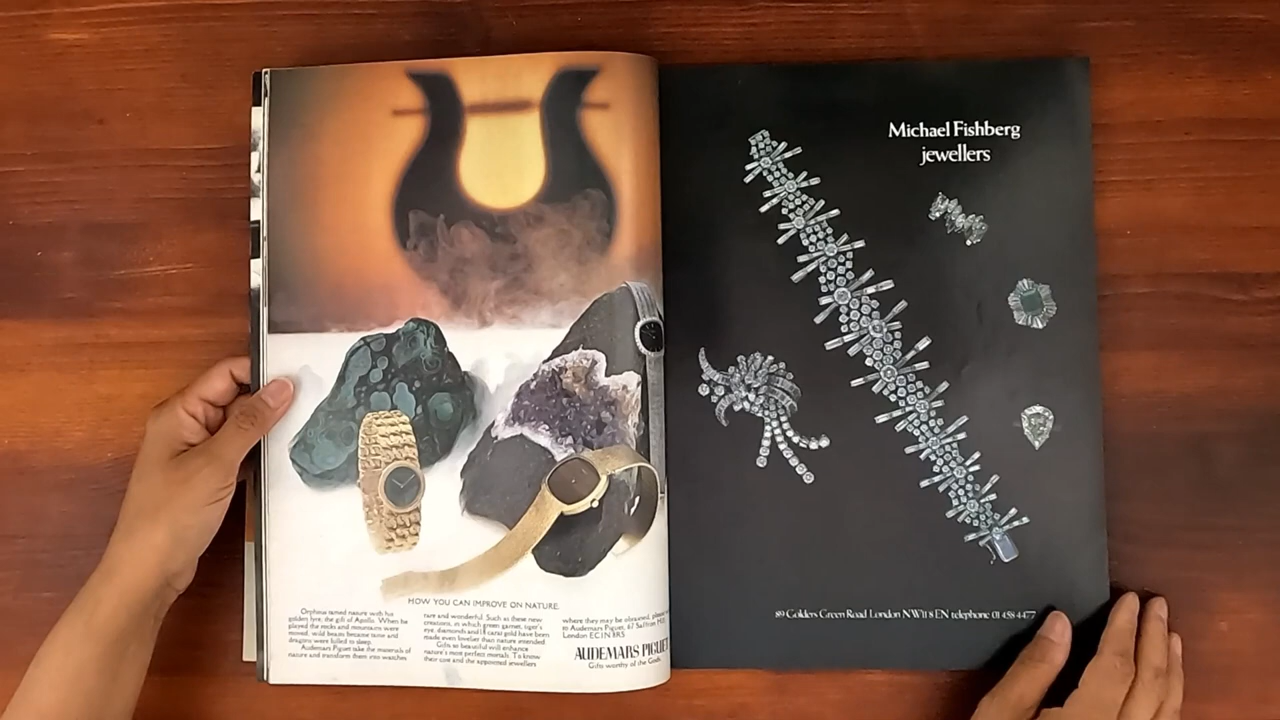 HOW YOU CAN IMPROVE ON NATURE.
Orpheus tamed nature with his
golden lyre, the gift of Apollo. When he
played the rocks and mountains were
moved, wild beasts became tame and
dragons were lulled to sleep.
Audemars Piguet take the materials of
nature and transform them into watches
rare and wonderful. Such as these new
creations, in which green garnet, tiger's
eye, diamonds and 18 carat gold have been
made even lovelier than nature intended.
Gifts so beautiful will enhance
nature's most perfect mortals. To know
their cost and the appointed jewellers
where they may be obtained, please
to Audemars Piguet, 67 Saffron Hill
London EC1N 8RS
AUDEMARS PIGUET
Gifts worthy of the Gods.
Michael Fishberg
jewellers
89 Golders Green Road London NW11 8EN telephone 01 458 4477